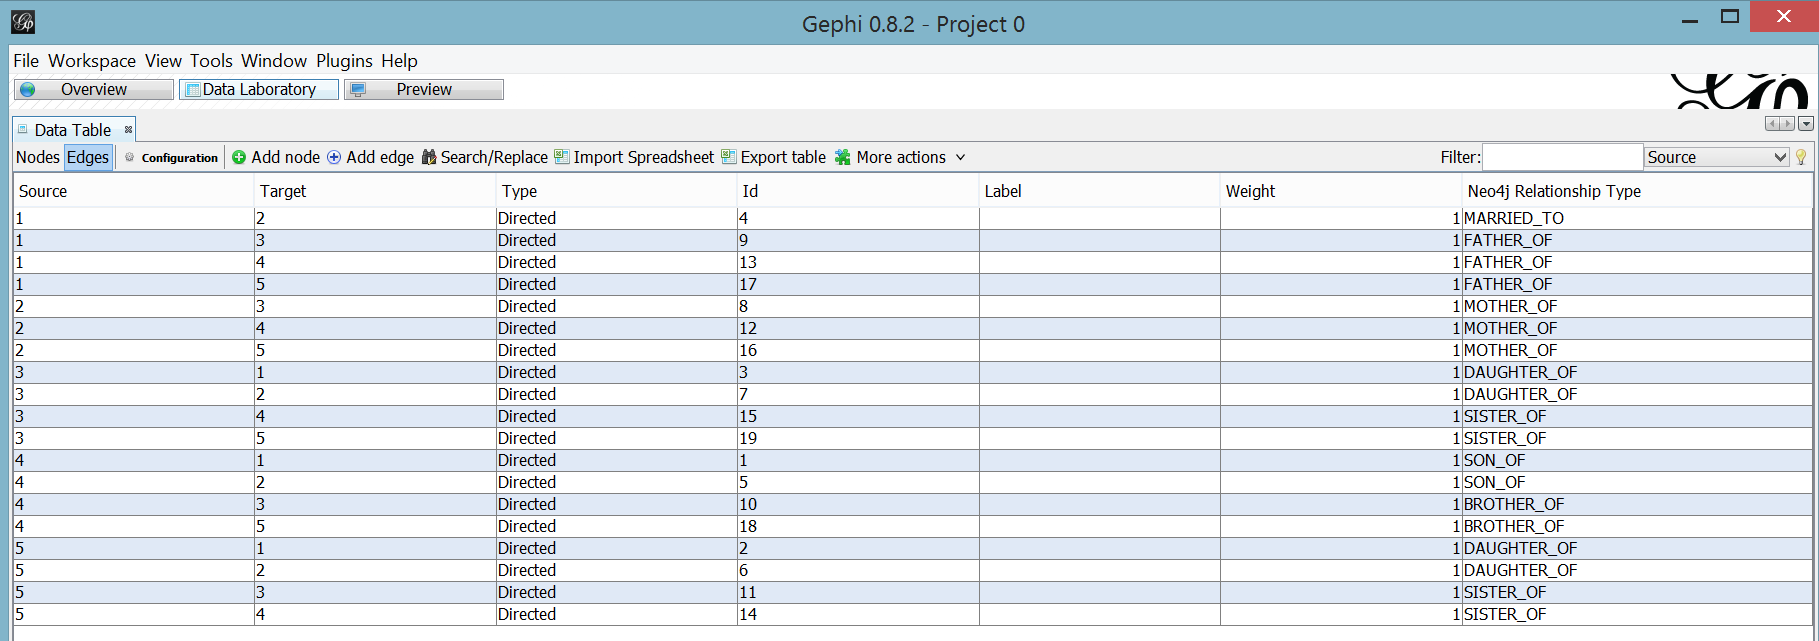 Gephi 0.8.2 - Project 0
File Workspace View Tools Window Plugins Help
Overview Data Laboratory Preview
Data Table
Nodes Edges Configuration Add node Add edge Search/Replace Import Spreadsheet Export table More actions Filter: Source
Source Target Type Id Label Weight Neo4j Relationship Type
1 2 Directed 4 1 MARRIED_TO
1 3 Directed 9 1 FATHER_OF
1 4 Directed 13 1 FATHER_OF
1 5 Directed 17 1 FATHER_OF
2 3 Directed 8 1 MOTHER_OF
2 4 Directed 12 1 MOTHER_OF
2 5 Directed 16 1 MOTHER_OF
3 1 Directed 3 1 DAUGHTER_OF
3 2 Directed 7 1 DAUGHTER_OF
3 4 Directed 15 1 SISTER_OF
3 5 Directed 19 1 SISTER_OF
4 1 Directed 1 1 SON_OF
4 2 Directed 5 1 SON_OF
4 3 Directed 10 1 BROTHER_OF
4 5 Directed 18 1 BROTHER_OF
5 1 Directed 2 1 DAUGHTER_OF
5 2 Directed 6 1 DAUGHTER_OF
5 3 Directed 11 1 SISTER_OF
5 4 Directed 14 1 SISTER_OF